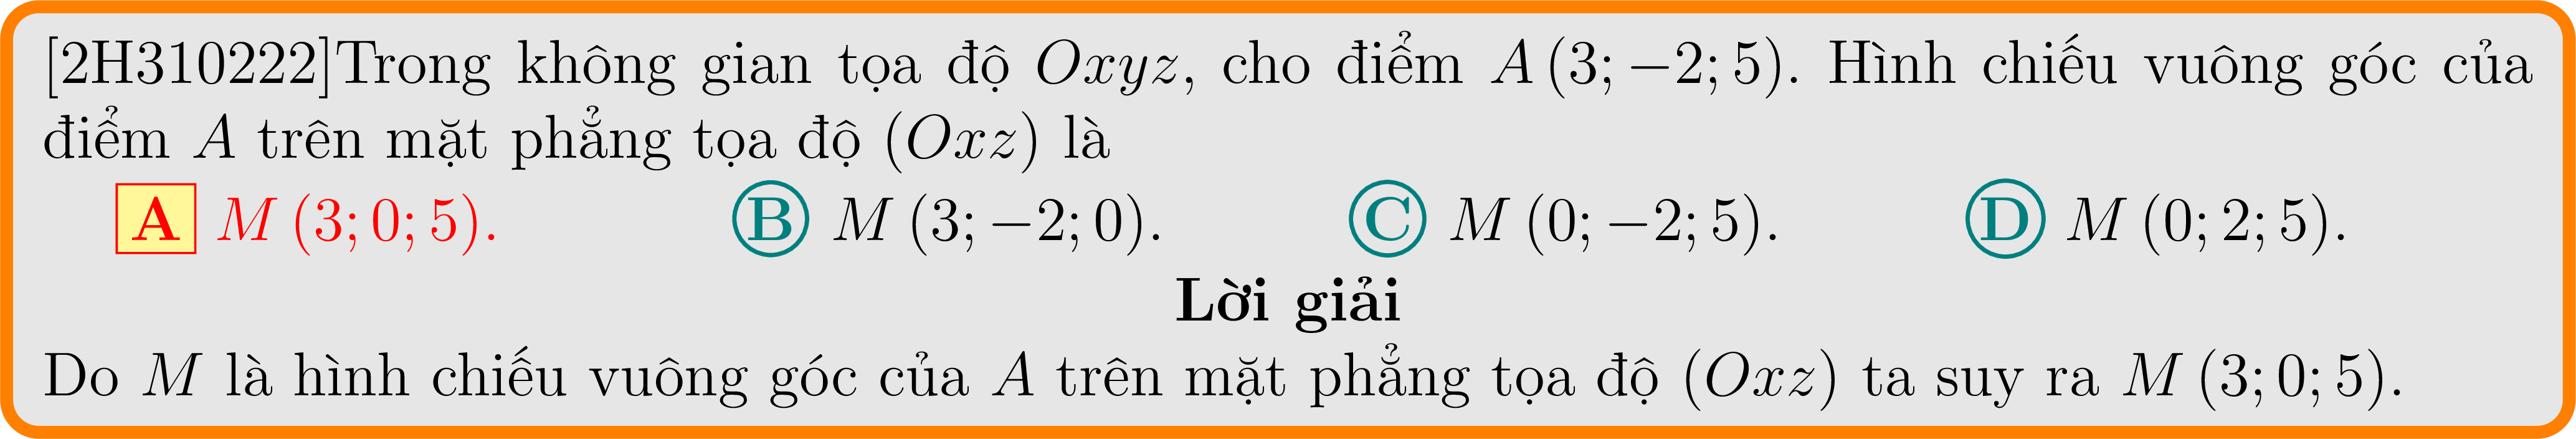 [2H310222]Trong không gian tọa độ Oxyz, cho điểm A (3; −2; 5). Hình chiếu vuông góc của
điểm A trên mặt phẳng tọa độ (Oxz) là
A M (3; 0; 5). B M (3; −2; 0). C M (0; −2; 5). D M (0; 2; 5).
Lời giải
Do M là hình chiếu vuông góc của A trên mặt phẳng tọa độ (Oxz) ta suy ra M (3; 0; 5).